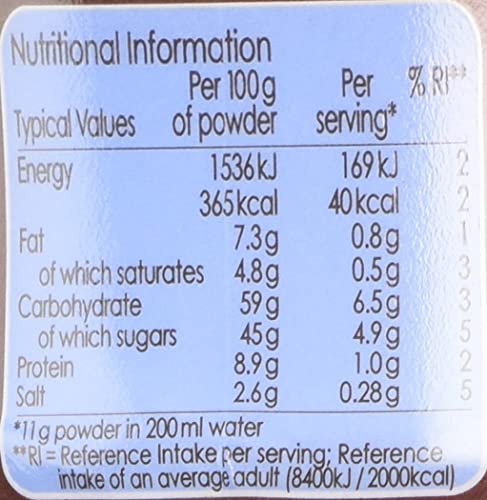 Nutritional Information
Per 100g Per % RI**
Typical Values of powder serving*
Energy 1536kJ 169kJ 2
365kcal 40kcal 2
Fat 7.3g 0.8g 1
of which saturates 4.8g 0.5g 3
Carbohydrate 59g 6.5g 3
of which sugars 45g 4.9g 5
Protein 8.9g 1.0g 2
Salt 2.6g 0.28g 5
*11g powder in 200ml water
**RI = Reference Intake per serving; Reference
intake of an average adult (8400kJ / 2000kcal)